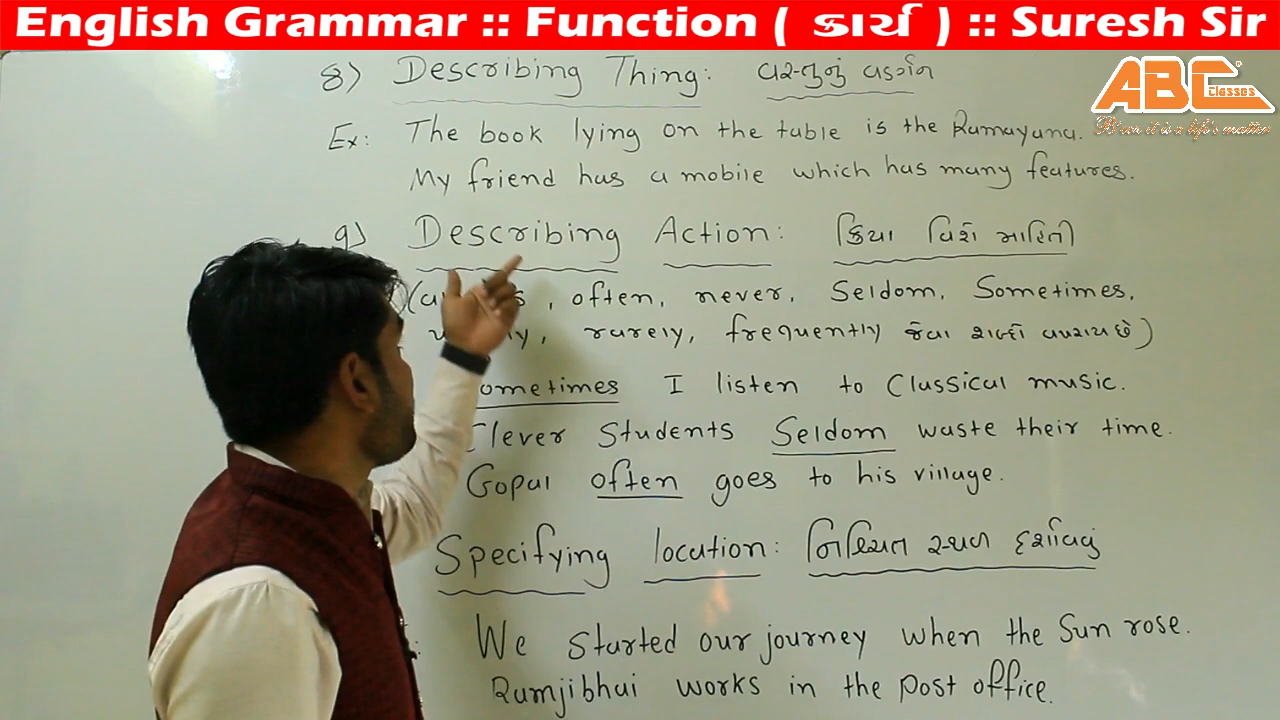 English Grammar :: Function ( કાર્ય ) :: Suresh Sir
ABC Classes
8) Describing Thing: વસ્તુનું વર્ણન
Ex: The book lying on the table is the Ramayana.
My friend has a mobile which has many features.
9) Describing Action: ક્રિયા વિશે માહિતી
, often, never, Seldom, Sometimes,
, rarely, frequently જેવા શબ્દો વપરાય છે)
ometimes I listen to Classical music.
Clever Students Seldom waste their time.
Gopal often goes to his village.
Specifying location: નિશ્ચિત સ્થળ દર્શાવવું
We started our journey when the Sun rose.
Ramjibhai works in the post office.